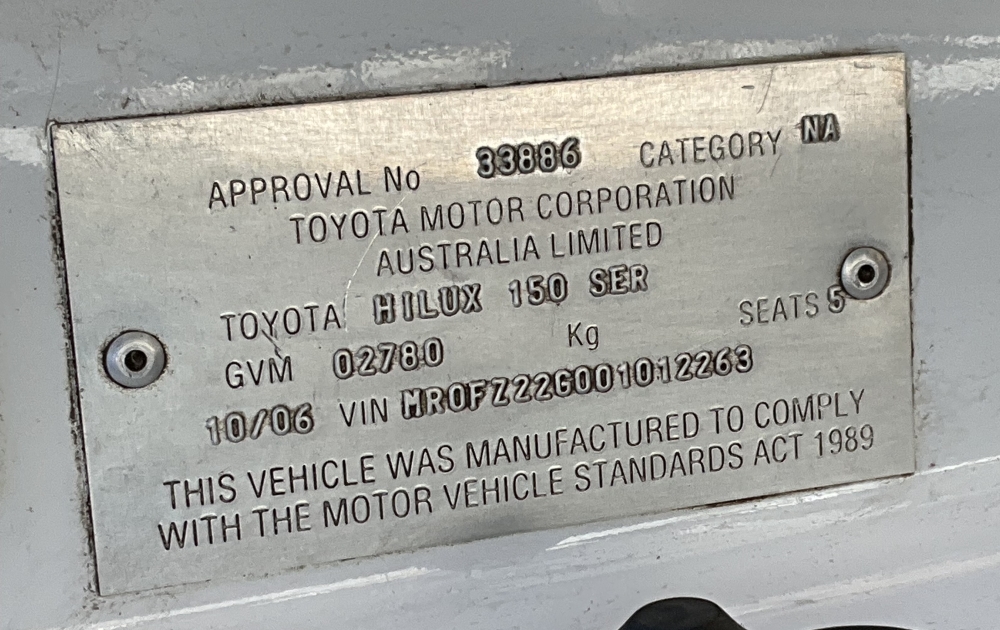 APPROVAL No 33886 CATEGORY NA
TOYOTA MOTOR CORPORATION
AUSTRALIA LIMITED
TOYOTA HILUX 150 SER
GVM 02780 Kg SEATS 5
10/06 VIN MR0FZ22G001012263
THIS VEHICLE WAS MANUFACTURED TO COMPLY
WITH THE MOTOR VEHICLE STANDARDS ACT 1989